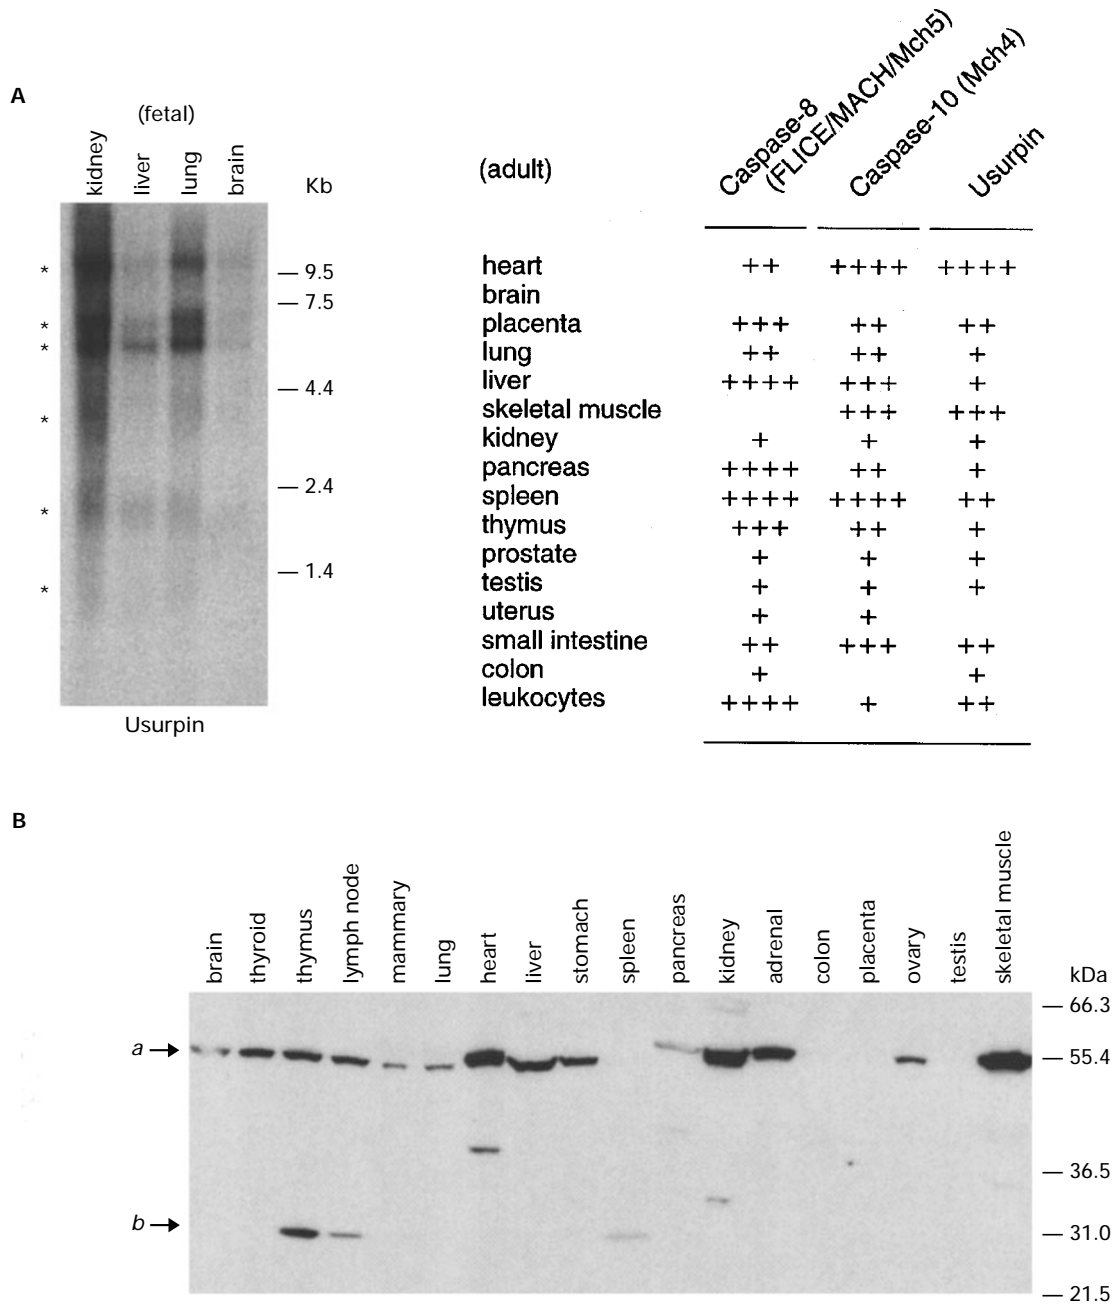 A
(fetal)
kidney
liver
lung
brain
Kb
*
*
*
*
*
*
— 9.5
— 7.5
— 4.4
— 2.4
— 1.4
Usurpin
(adult)
Caspase-8
(FLICE/MACH/Mch5)
Caspase-10 (Mch4)
Usurpin
heart ++ ++++ ++++
brain
placenta +++ ++ ++
lung ++ ++ +
liver ++++ +++ +
skeletal muscle +++ +++
kidney + + +
pancreas ++++ ++ +
spleen ++++ ++++ ++
thymus +++ ++ +
prostate + + +
testis + + +
uterus + +
small intestine ++ +++ ++
colon + +
leukocytes ++++ + ++
B
brain
thyroid
thymus
lymph node
mammary
lung
heart
liver
stomach
spleen
pancreas
kidney
adrenal
colon
placenta
ovary
testis
skeletal muscle
kDa
a
b
— 66.3
— 55.4
— 36.5
— 31.0
— 21.5